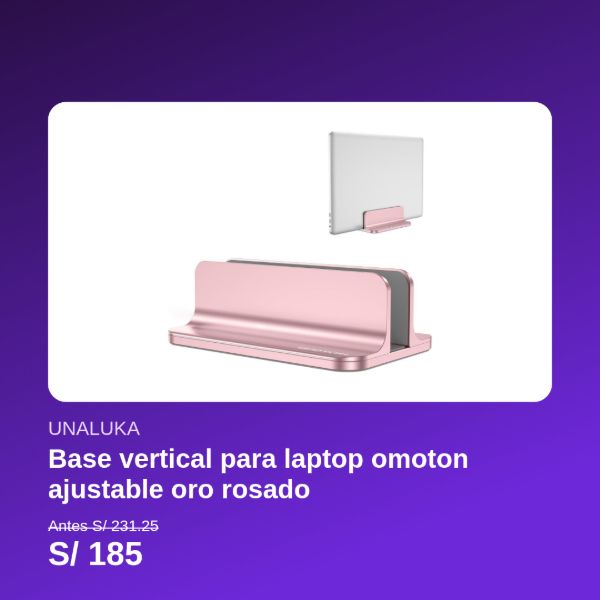 UNALUKA
Base vertical para laptop omoton
ajustable oro rosado
Antes S/ 231.25
S/ 185